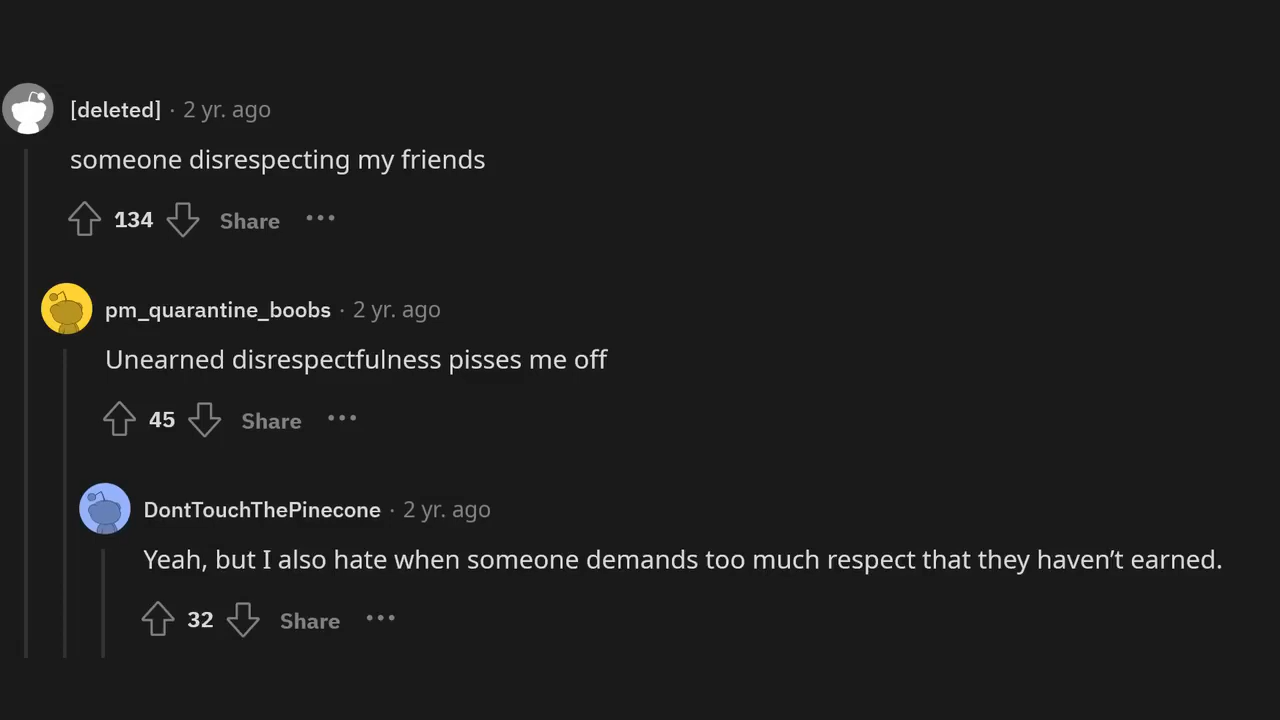 [deleted] · 2 yr. ago
someone disrespecting my friends
134 Share ···
pm_quarantine_boobs · 2 yr. ago
Unearned disrespectfulness pisses me off
45 Share ···
DontTouchThePinecone · 2 yr. ago
Yeah, but I also hate when someone demands too much respect that they haven’t earned.
32 Share ···